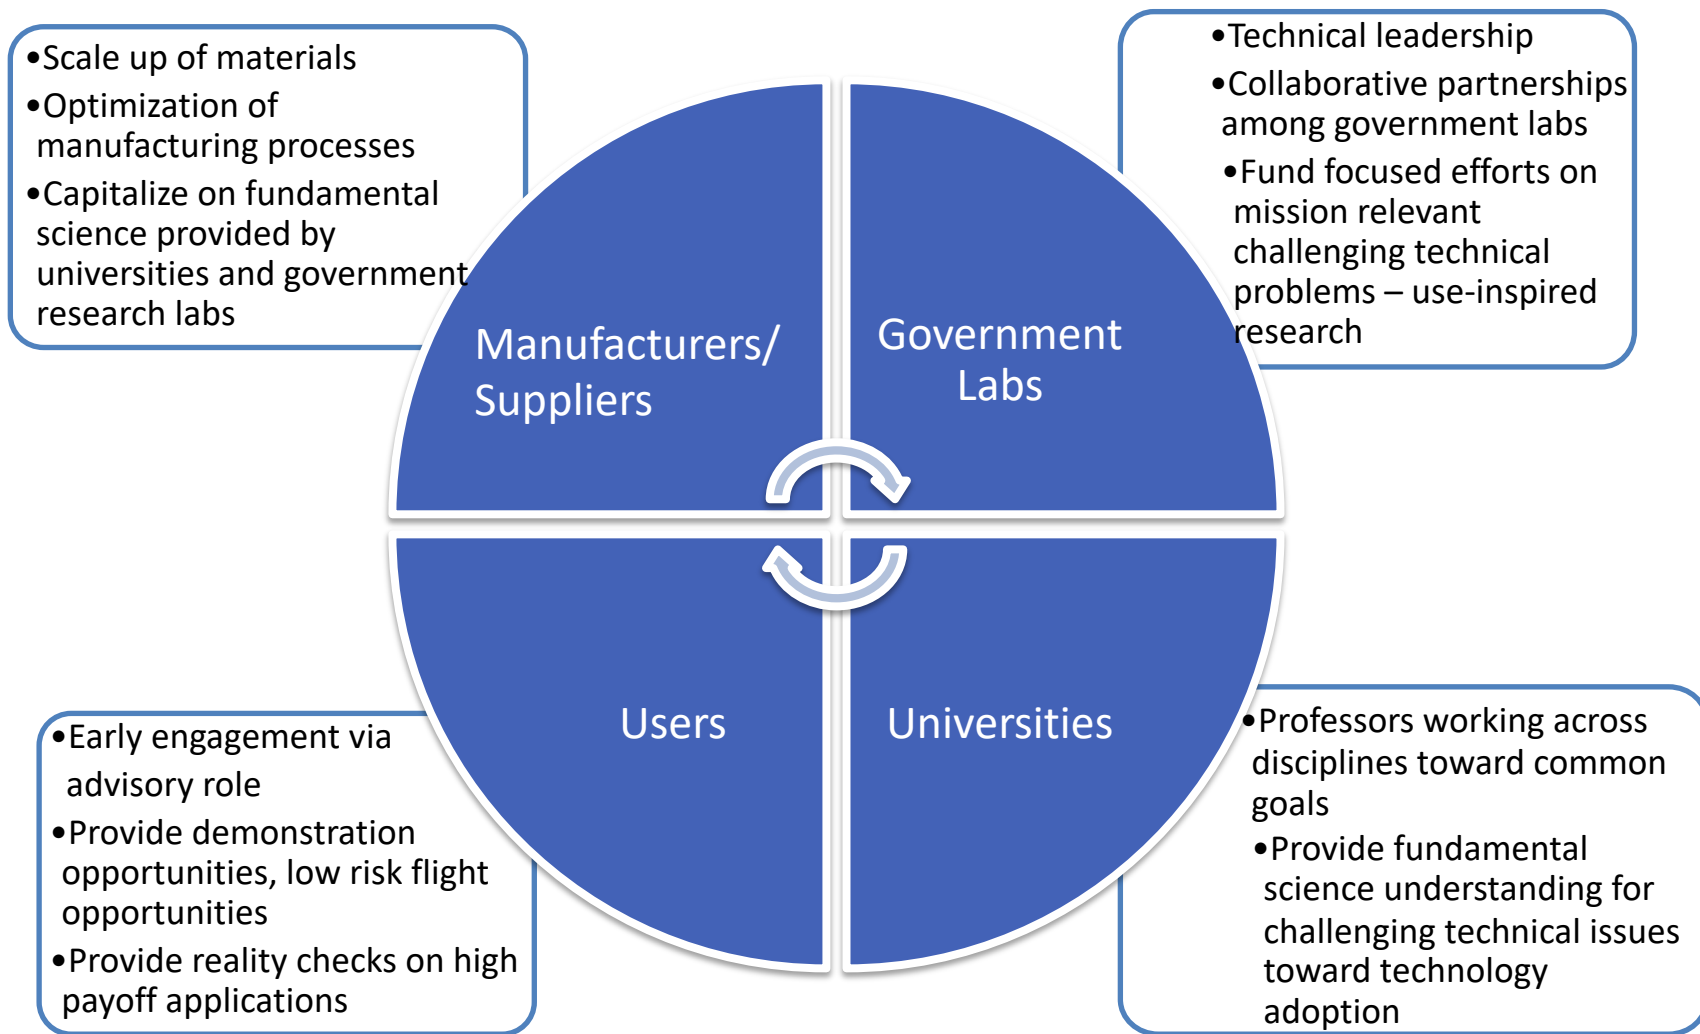 •Scale up of materials
•Optimization of
manufacturing processes
•Capitalize on fundamental
science provided by
universities and government
research labs
•Technical leadership
•Collaborative partnerships
among government labs
•Fund focused efforts on
mission relevant
challenging technical
problems – use-inspired
research
Manufacturers/
Suppliers
Government
Labs
Users
Universities
•Early engagement via
advisory role
•Provide demonstration
opportunities, low risk flight
opportunities
•Provide reality checks on high
payoff applications
•Professors working across
disciplines toward common
goals
•Provide fundamental
science understanding for
challenging technical issues
toward technology
adoption